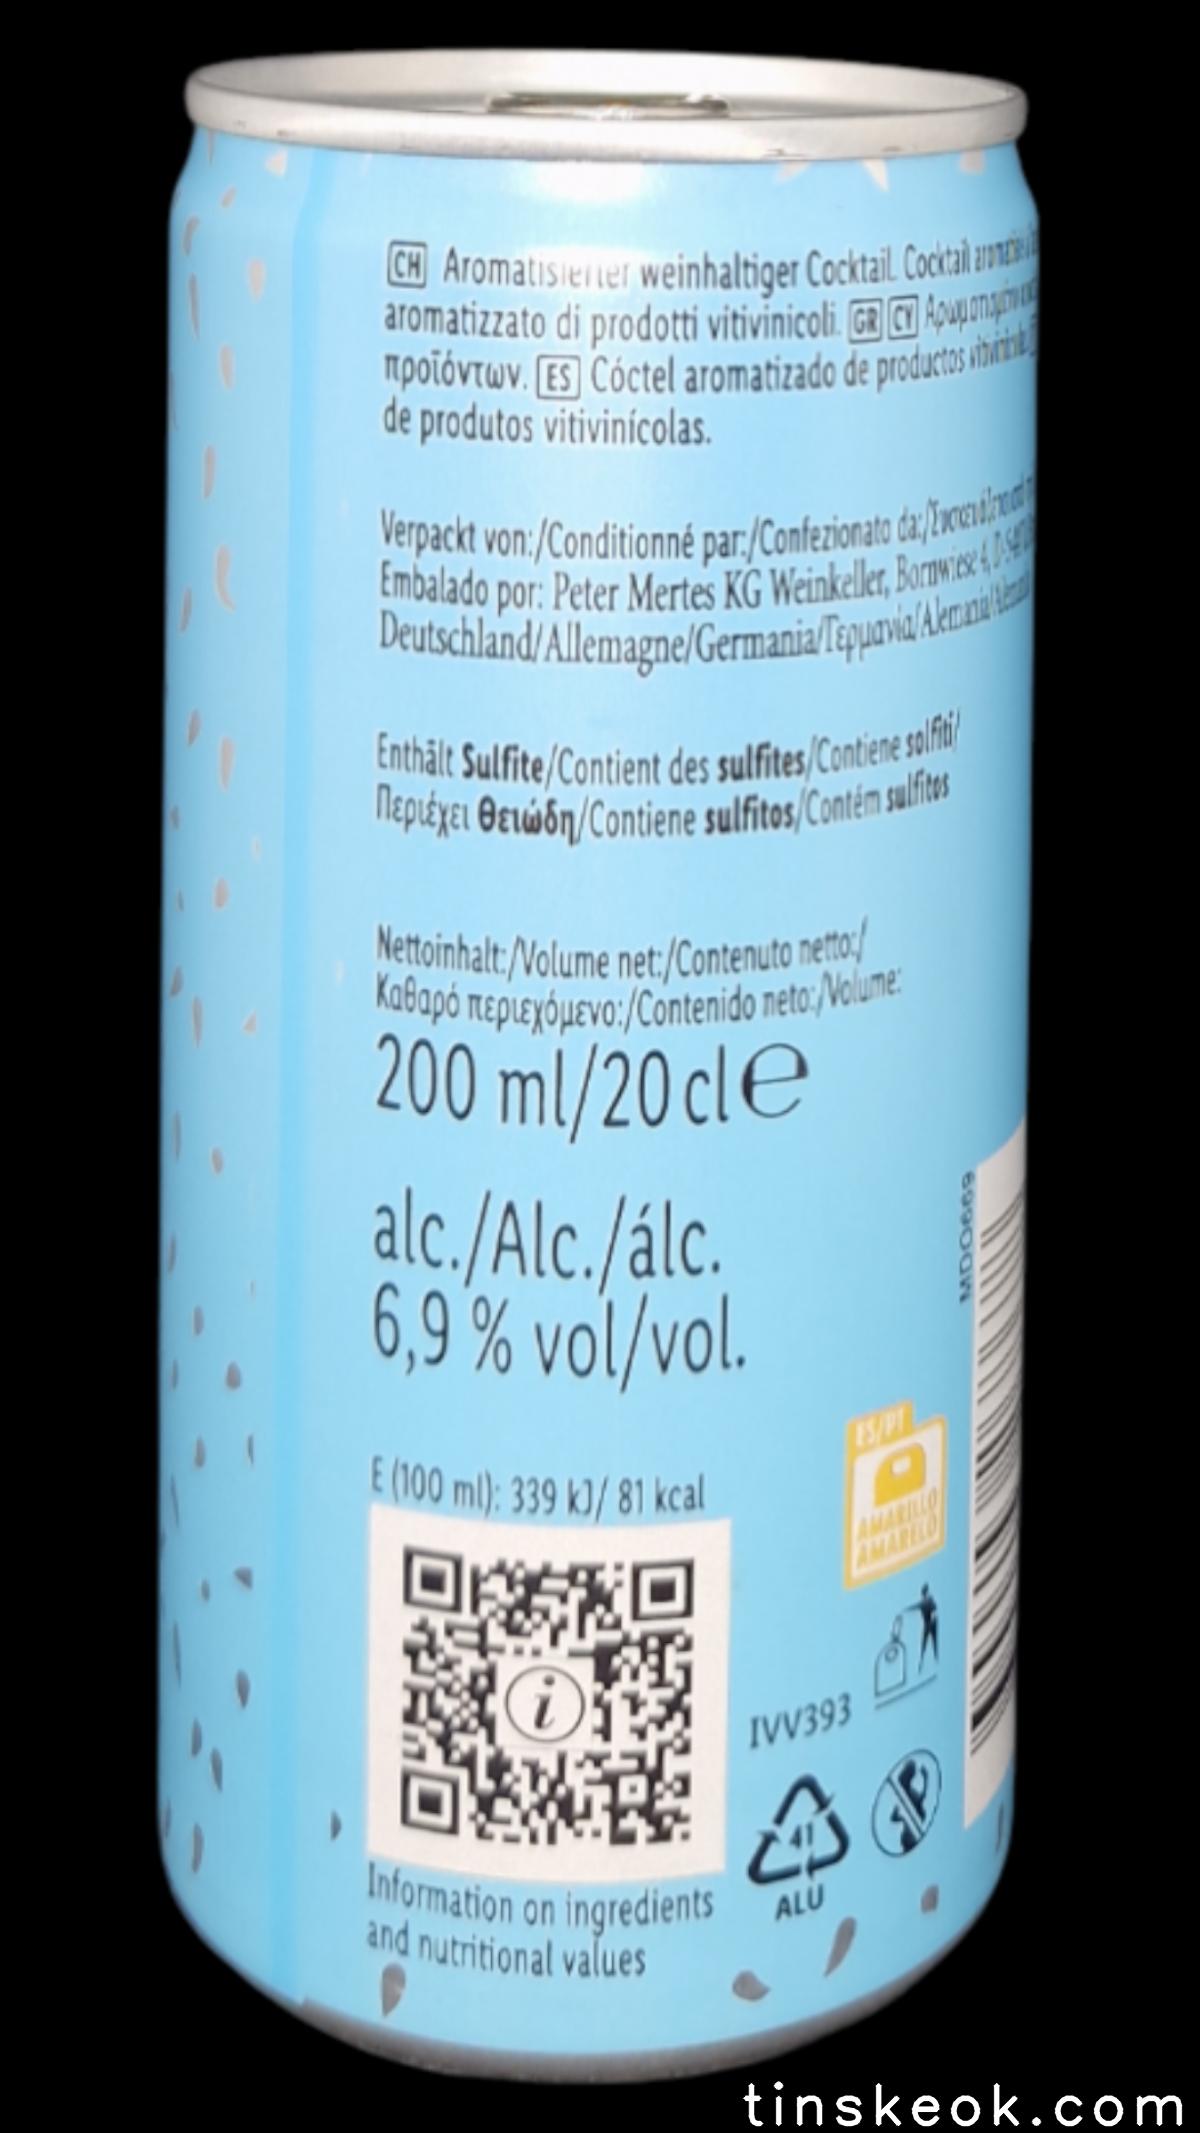 CH Aromatisierter weinhaltiger Cocktail. Cocktail
aromatizzato di prodotti vitivinicoli. GR CY
προϊόντων. ES Cóctel aromatizado de productos
de produtos vitivinícolas.
Verpackt von:/Conditionné par:/Confezionato da:/
Embalado por: Peter Mertes KG Weinkeller, Bornwiese 4,
Deutschland/Allemagne/Germania/Γερμανία/Alemania/
Enthält Sulfite/Contient des sulfites/Contiene solfiti/
Περιέχει θειώδη/Contiene sulfitos/Contém sulfitos
Nettoinhalt:/Volume net:/Contenuto netto:/
Καθαρό περιεχόμενο:/Contenido neto:/Volume:
200 ml/20 cl e
alc./Alc./álc.
6,9 % vol/vol.
E (100 ml): 339 kJ/ 81 kcal
i
Information on ingredients
and nutritional values
MDO669
ES/PT
AMARILLO
AMARELO
IVV393
41
ALU
tinskeok.com